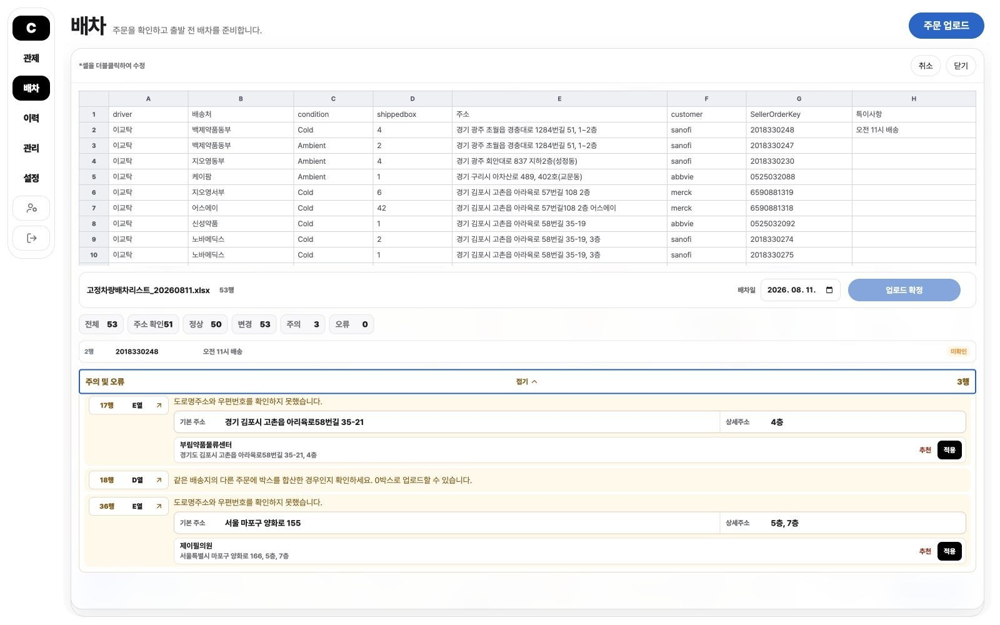 C
관제
배차
이력
관리
설정
배차 주문을 확인하고 출발 전 배차를 준비합니다.
주문 업로드
*셀을 더블클릭하여 수정
취소 닫기
A B C D E F G H
1 driver 배송처 condition shippedbox 주소 customer SellerOrderKey 특이사항
2 이교탁 백제약품동부 Cold 4 경기 광주 초월읍 경충대로 1284번길 51, 1~2층 sanofi 2018330248 오전 11시 배송
3 이교탁 백제약품동부 Ambient 2 경기 광주 초월읍 경충대로 1284번길 51, 1~2층 sanofi 2018330247
4 이교탁 지오영동부 Ambient 4 경기 광주 회안대로 837 지하2층(성정동) sanofi 2018330230
5 이교탁 케이팜 Ambient 1 경기 구리시 아차산로 489, 402호(교문동) abbvie 0525032088
6 이교탁 지오영서부 Cold 6 경기 김포시 고촌읍 아라육로 57번길 108 2층 merck 6590881319
7 이교탁 어스에이 Cold 42 경기 김포시 고촌읍 아라육로 57번길108 2층 어스에이 merck 6590881318
8 이교탁 신성약품 Cold 1 경기 김포시 고촌읍 아라육로 58번길 35-19 abbvie 0525032092
9 이교탁 노바메딕스 Cold 2 경기 김포시 고촌읍 아라육로 58번길 35-19, 3층 sanofi 2018330274
10 이교탁 노바메딕스 Cold 1 경기 김포시 고촌읍 아라육로 58번길 35-19, 3층 sanofi 2018330275
고정차량배차리스트_20260811.xlsx 53행 배차일 2026. 08. 11. 업로드 확정
전체 53 주소 확인51 정상 50 변경 53 주의 3 오류 0
2행 2018330248 오전 11시 배송 미확인
주의 및 오류 접기 3행
17행 E열 도로명주소와 우편번호를 확인하지 못했습니다.
기본 주소 경기 김포시 고촌읍 아리육로58번길 35-21 상세주소 4층
부림약품물류센터
경기도 김포시 고촌읍 아라육로58번길 35-21, 4층
추천 적용
18행 D열 같은 배송지의 다른 주문에 박스를 합산한 경우인지 확인하세요. 0박스로 업로드할 수 있습니다.
36행 E열 도로명주소와 우편번호를 확인하지 못했습니다.
기본 주소 서울 마포구 양화로 155 상세주소 5층, 7층
제이필의원
서울특별시 마포구 양화로 166, 5층, 7층
추천 적용